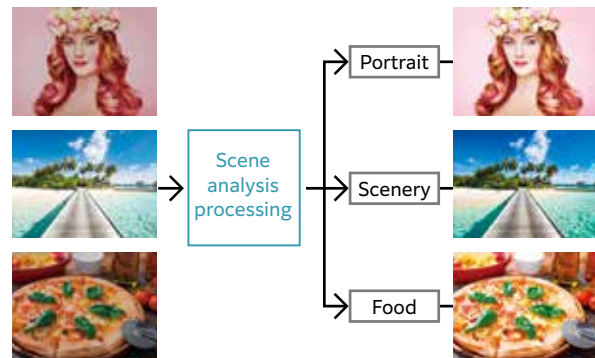 Portrait
Scene
analysis
processing
Scenery
Food